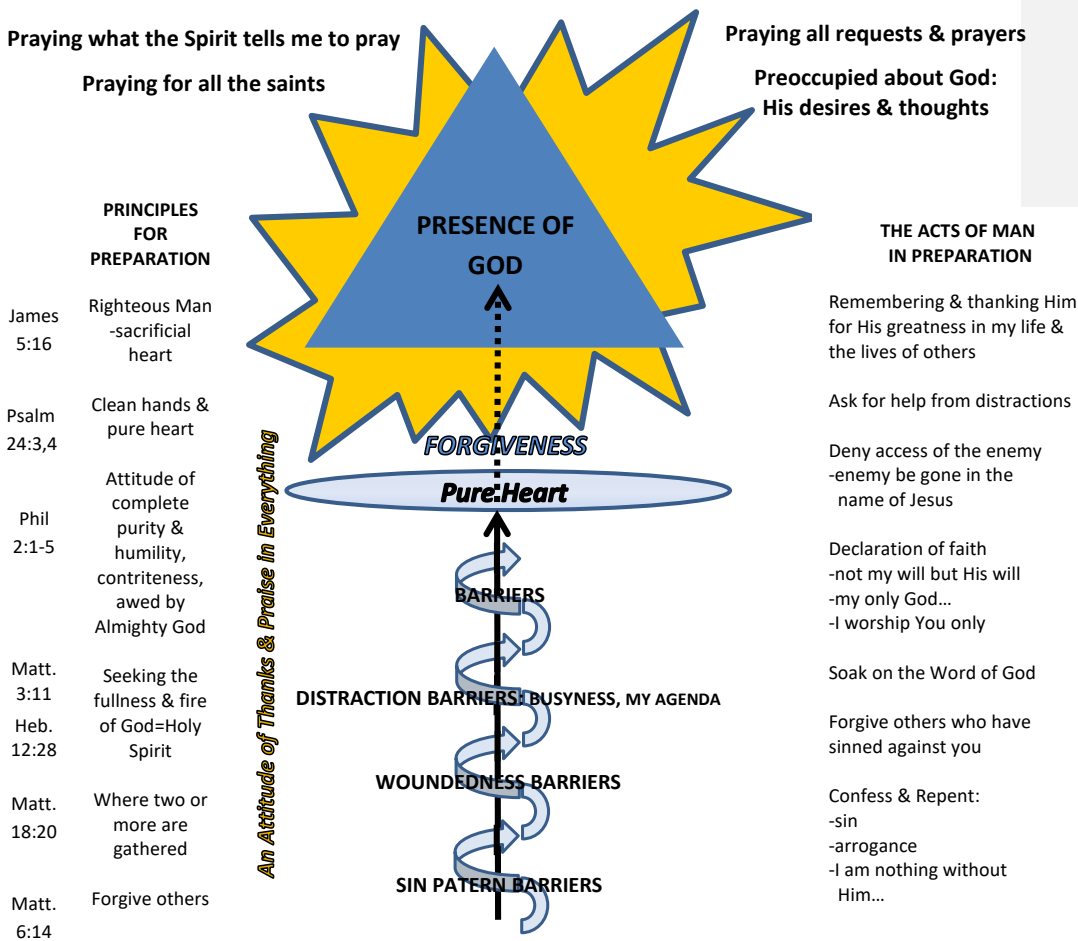 Praying what the Spirit tells me to pray
Praying for all the saints
Praying all requests & prayers
Preoccupied about God:
His desires & thoughts
PRINCIPLES
FOR
PREPARATION
James
5:16
Righteous Man
-sacrificial
heart
Psalm
24:3,4
Clean hands &
pure heart
Phil
2:1-5
Attitude of
complete
purity &
humility,
contriteness,
awed by
Almighty God
Matt.
3:11
Heb.
12:28
Seeking the
fullness & fire
of God=Holy
Spirit
Matt.
18:20
Where two or
more are
gathered
Matt.
6:14
Forgive others
An Attitude of Thanks & Praise in Everything
PRESENCE OF
GOD
FORGIVENESS
Pure Heart
BARRIERS
DISTRACTION BARRIERS: BUSYNESS, MY AGENDA
WOUNDEDNESS BARRIERS
SIN PATERN BARRIERS
THE ACTS OF MAN
IN PREPARATION
Remembering & thanking Him
for His greatness in my life &
the lives of others
Ask for help from distractions
Deny access of the enemy
-enemy be gone in the
name of Jesus
Declaration of faith
-not my will but His will
-my only God…
-I worship You only
Soak on the Word of God
Forgive others who have
sinned against you
Confess & Repent:
-sin
-arrogance
-I am nothing without
Him…